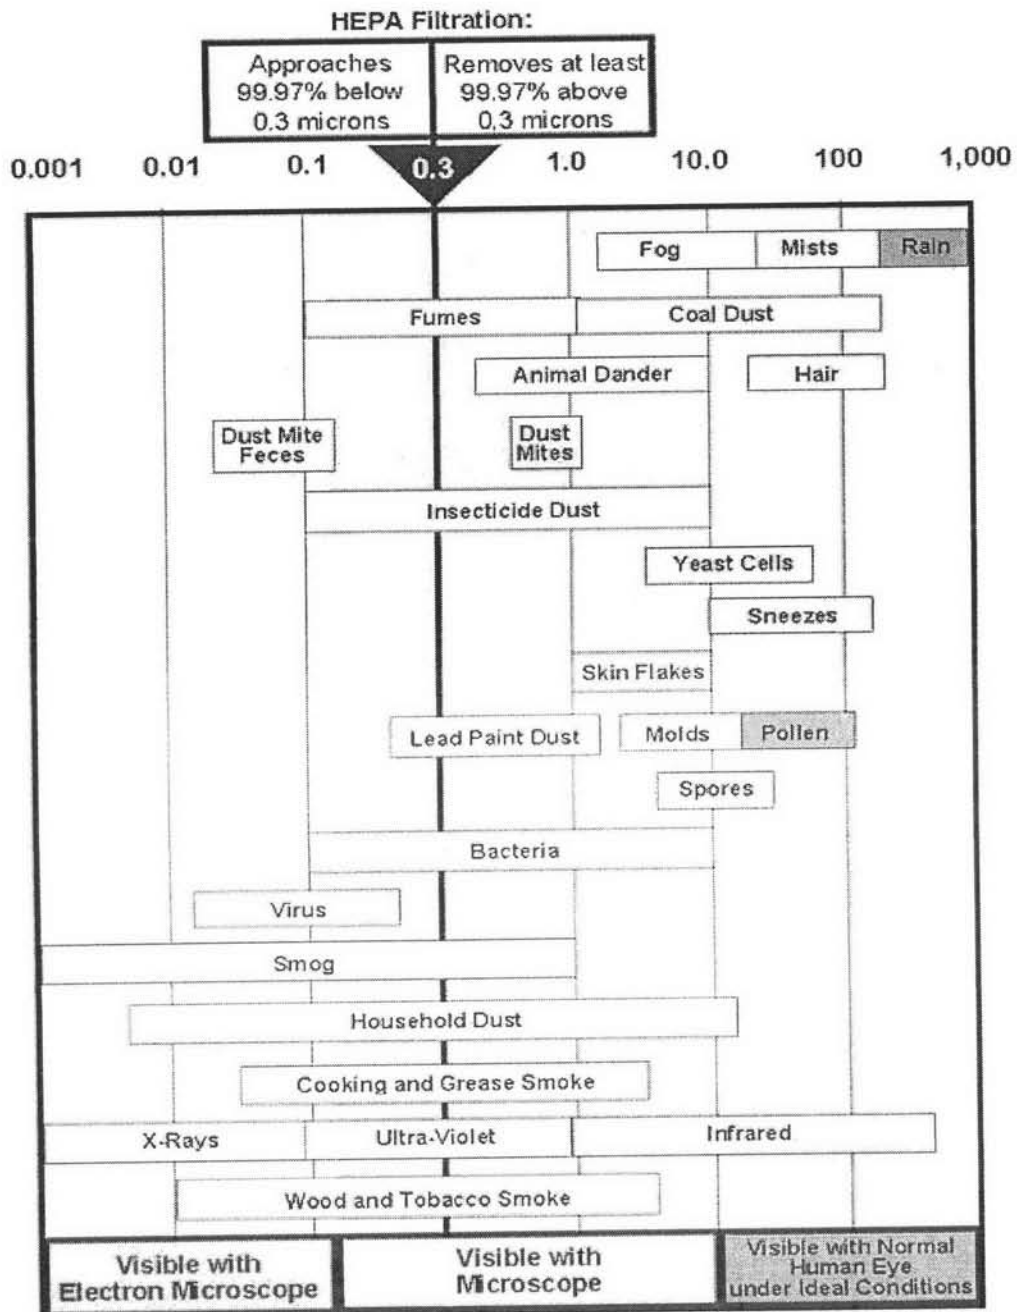 HEPA Filtration:
Approaches
99.97% below
0.3 microns
Removes at least
99.97% above
0.3 microns
0.001
0.01
0.1
0.3
1.0
10.0
100
1,000
Fog
Mists
Rain
Fumes
Coal Dust
Animal Dander
Hair
Dust Mite
Feces
Dust
Mites
Insecticide Dust
Yeast Cells
Sneezes
Skin Flakes
Lead Paint Dust
Molds
Pollen
Spores
Bacteria
Virus
Smog
Household Dust
Cooking and Grease Smoke
X-Rays
Ultra-Violet
Infrared
Wood and Tobacco Smoke
Visible with
Electron Microscope
Visible with
Microscope
Visible with Normal
Human Eye
under Ideal Conditions